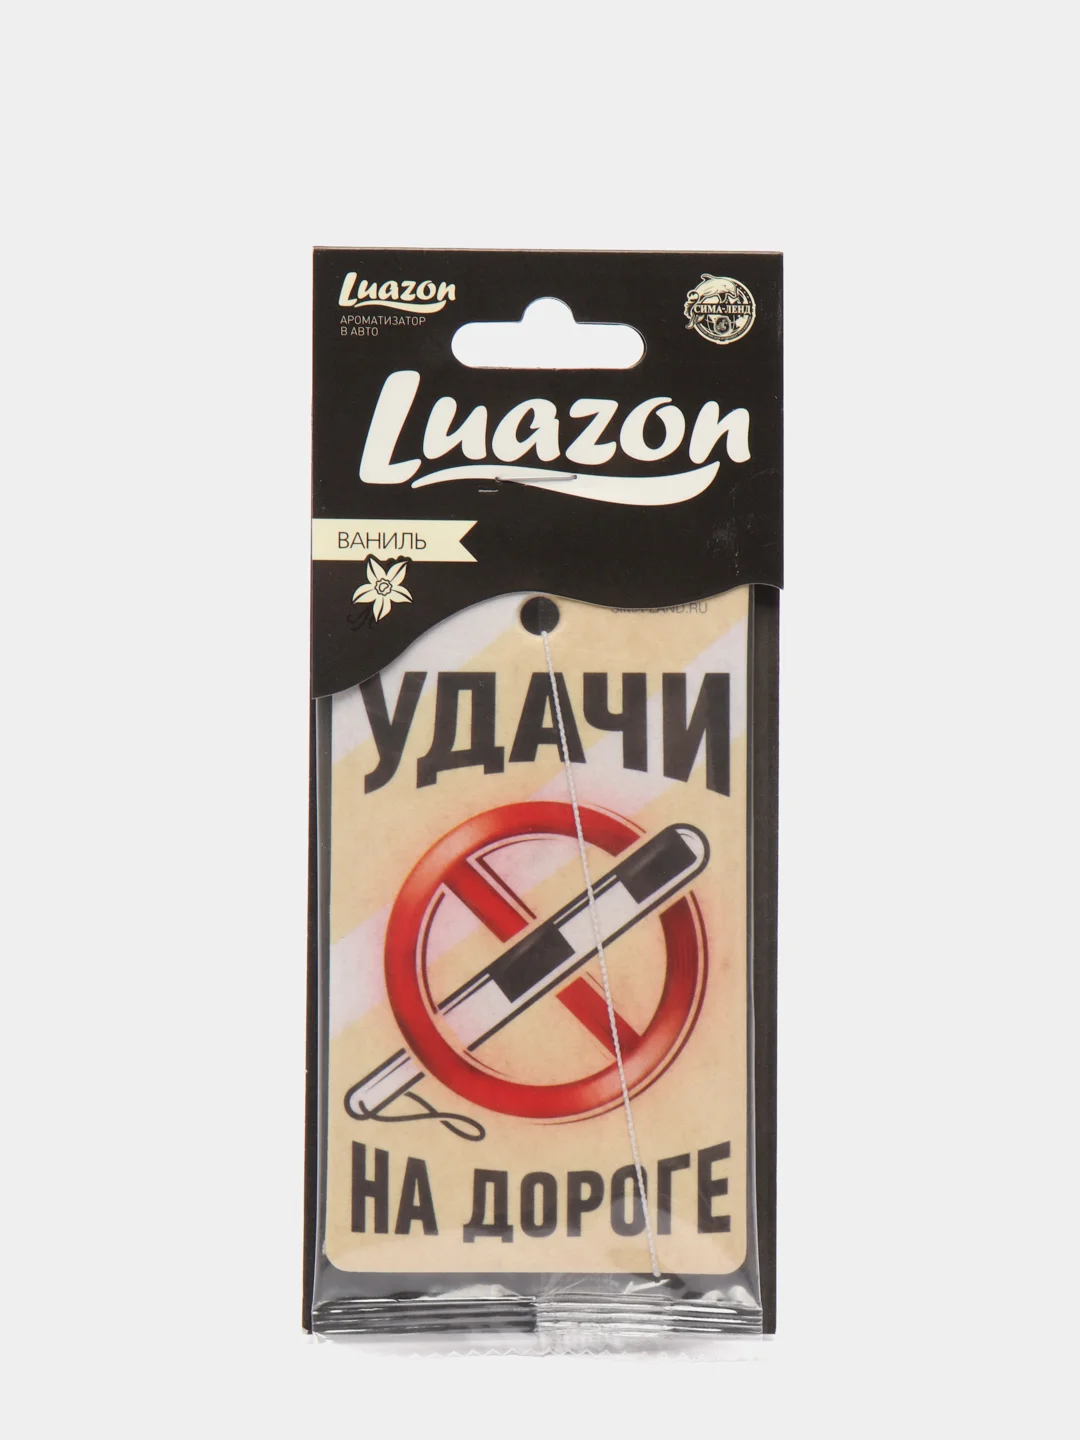 Luazon
АРОМАТИЗАТОР
В АВТО
СИМА-ЛЕНД
Luazon
ВАНИЛЬ
УДАЧИ
НА ДОРОГЕ